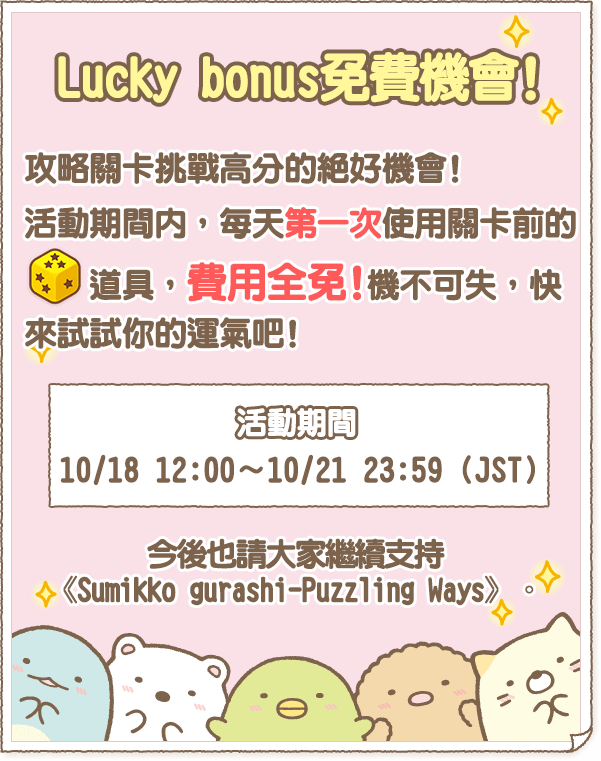 Lucky bonus免費機會!
攻略關卡挑戰高分的絕好機會!
活動期間內，每天第一次使用關卡前的
道具，費用全免!機不可失，快
來試試你的運氣吧!
活動期間
10/18 12:00～10/21 23:59 (JST)
今後也請大家繼續支持
《Sumikko gurashi-Puzzling Ways》。